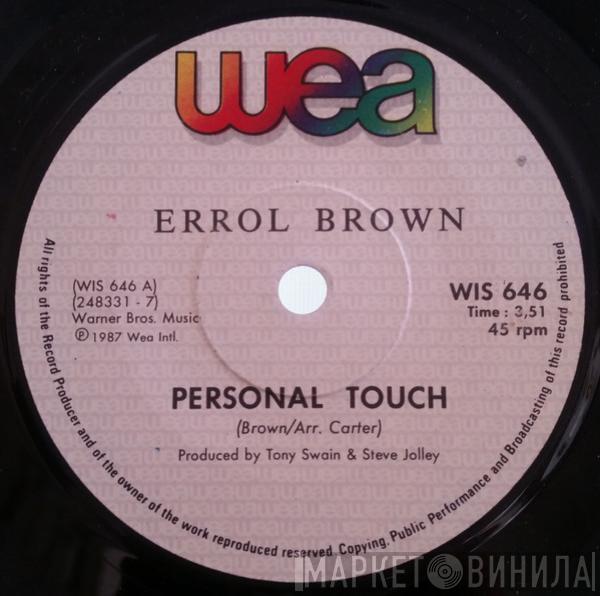 wea
ERROL BROWN
(WIS 646 A)
(248331 - 7)
Warner Bros. Music
℗ 1987 Wea Intl.
WIS 646
Time : 3,51
45 rpm
PERSONAL TOUCH
(Brown/Arr. Carter)
Produced by Tony Swain & Steve Jolley
All rights of the Record Producer and of the owner of the work reproduced reserved. Copying, Public Performance and Broadcasting of this record prohibited
МАРКЕТ ВИНИЛА